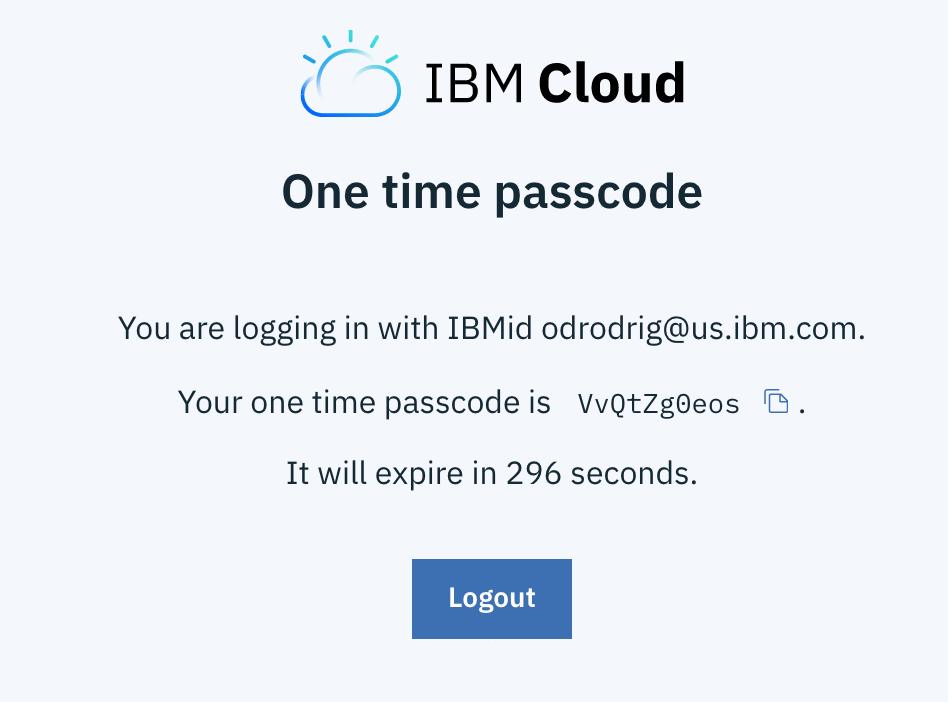 IBM Cloud
One time passcode
You are logging in with IBMid odrodrig@us.ibm.com.
Your one time passcode is VvQtZg0eos .
It will expire in 296 seconds.
Logout